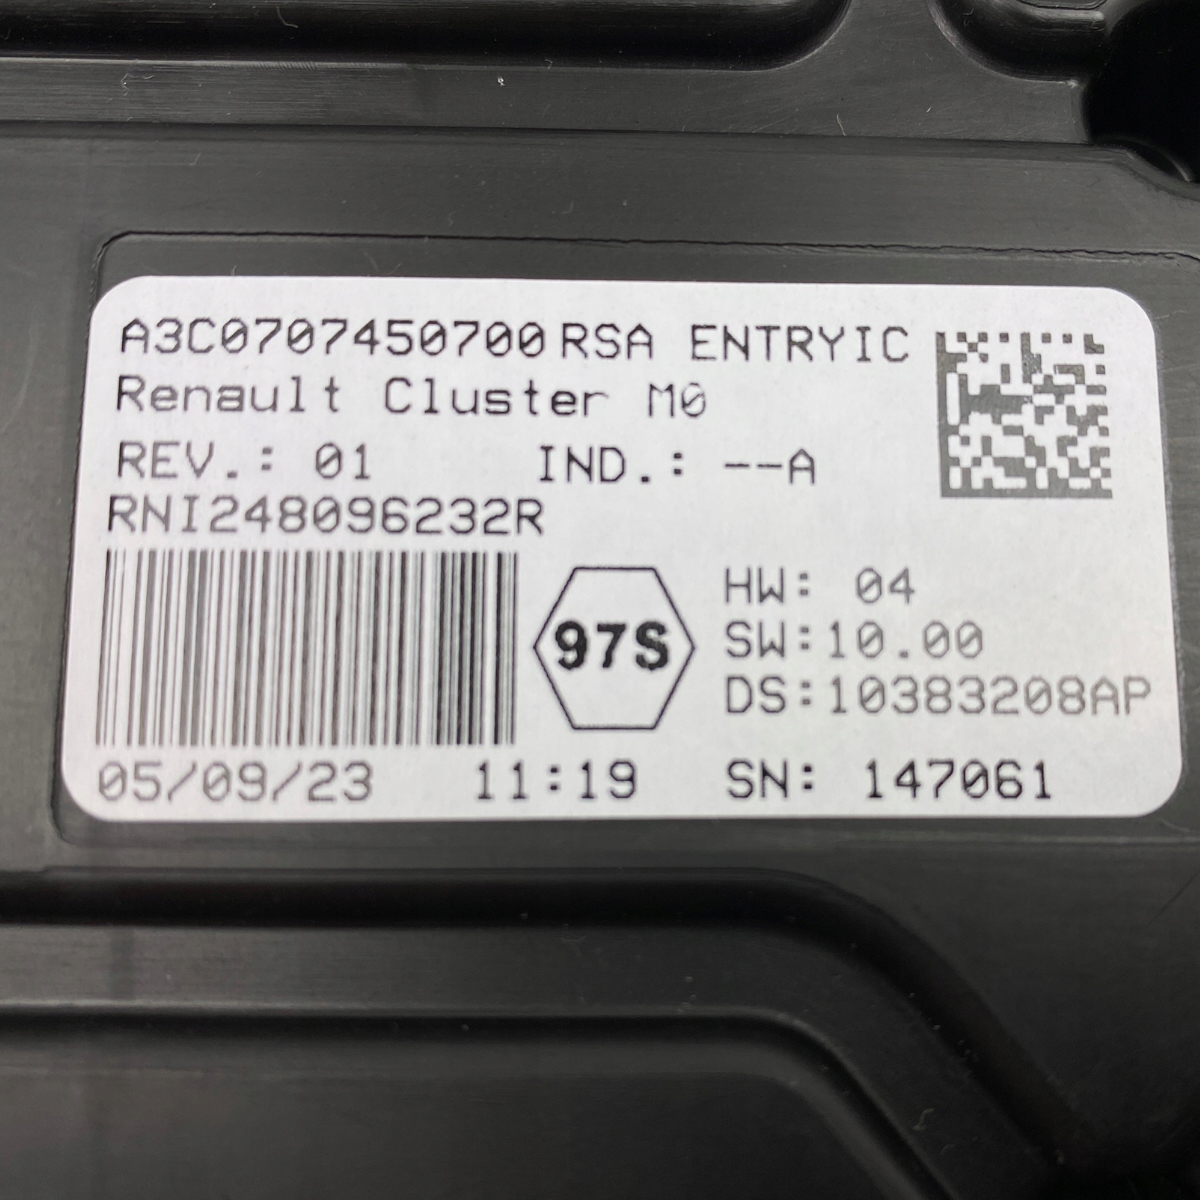 A3C0707450700 RSA ENTRYIC
Renault Cluster M0
REV.: 01 IND.: --A
RNI248096232R
97S
HW: 04
SW:10.00
DS:10383208AP
05/09/23 11:19 SN: 147061